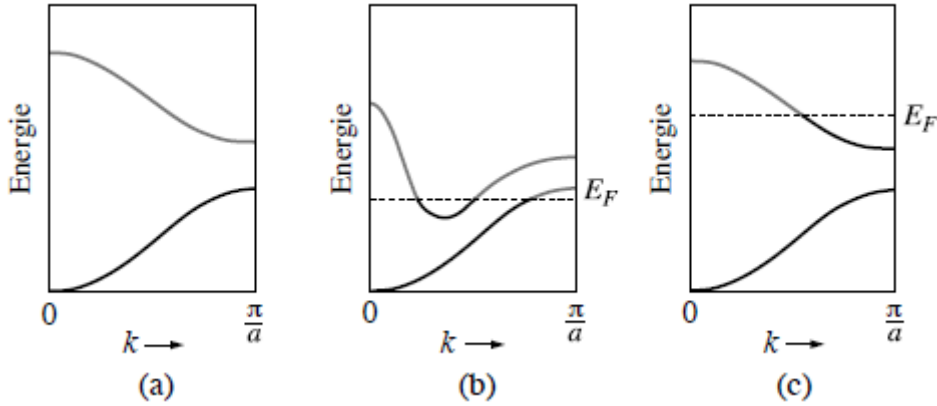 Energie
0
π/a
k →
(a)
Energie
E_F
0
π/a
k →
(b)
Energie
E_F
0
π/a
k →
(c)